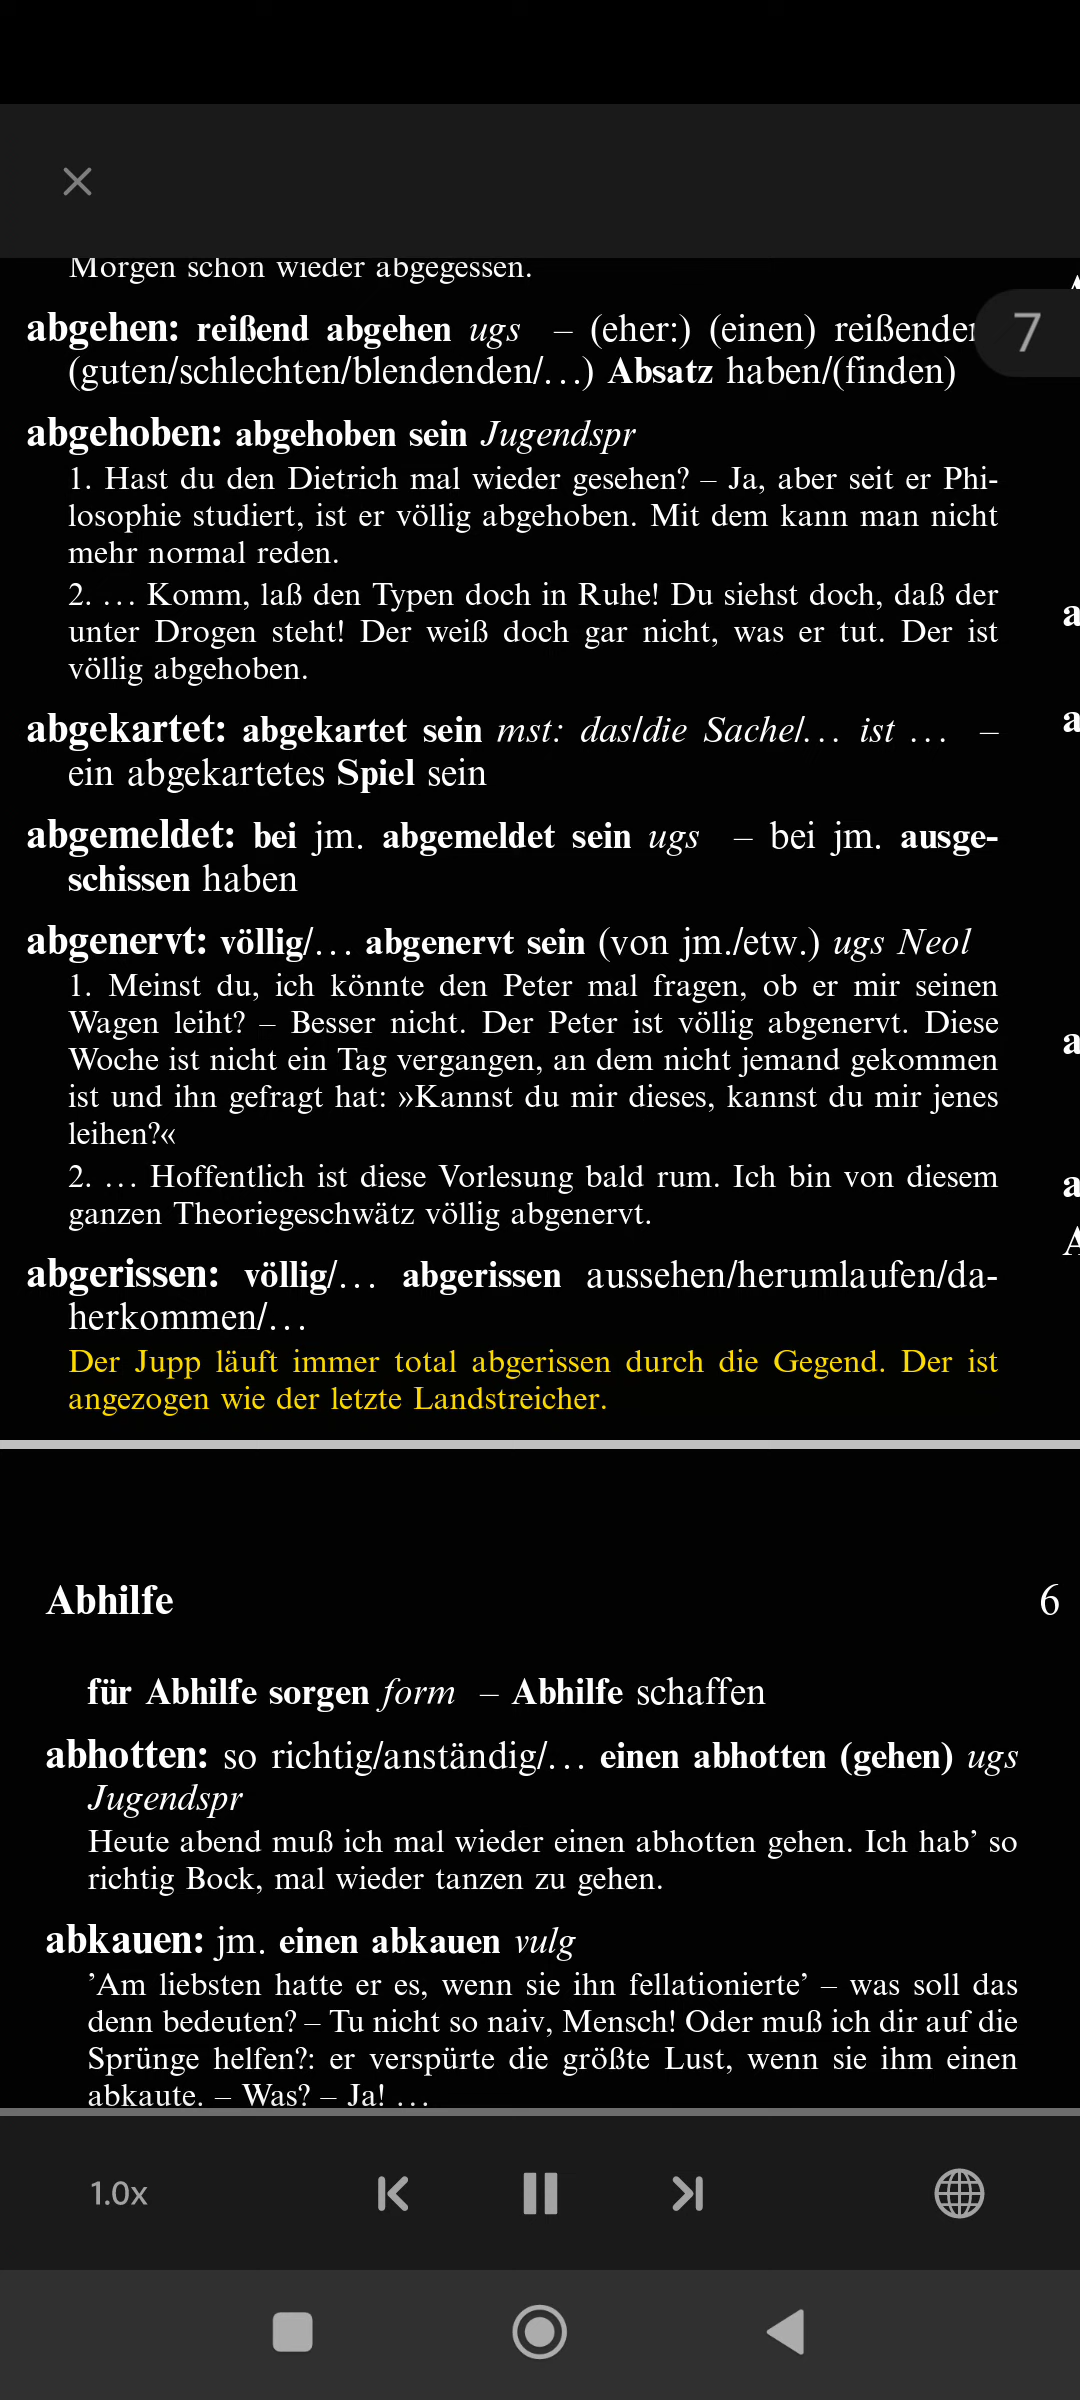 Morgen schon wieder abgegessen.
7
abgehen: reißend abgehen ugs – (eher:) (einen) reißenden
(guten/schlechten/blendenden/…) Absatz haben/(finden)
abgehoben: abgehoben sein Jugendspr
1. Hast du den Dietrich mal wieder gesehen? – Ja, aber seit er Phi-
losophie studiert, ist er völlig abgehoben. Mit dem kann man nicht
mehr normal reden.
2. … Komm, laß den Typen doch in Ruhe! Du siehst doch, daß der
unter Drogen steht! Der weiß doch gar nicht, was er tut. Der ist
völlig abgehoben.
abgekartet: abgekartet sein mst: das/die Sache/… ist … –
ein abgekartetes Spiel sein
abgemeldet: bei jm. abgemeldet sein ugs – bei jm. ausge-
schissen haben
abgenervt: völlig/… abgenervt sein (von jm./etw.) ugs Neol
1. Meinst du, ich könnte den Peter mal fragen, ob er mir seinen
Wagen leiht? – Besser nicht. Der Peter ist völlig abgenervt. Diese
Woche ist nicht ein Tag vergangen, an dem nicht jemand gekommen
ist und ihn gefragt hat: »Kannst du mir dieses, kannst du mir jenes
leihen?«
2. … Hoffentlich ist diese Vorlesung bald rum. Ich bin von diesem
ganzen Theoriegeschwätz völlig abgenervt.
abgerissen: völlig/… abgerissen aussehen/herumlaufen/da-
herkommen/…
Der Jupp läuft immer total abgerissen durch die Gegend. Der ist
angezogen wie der letzte Landstreicher.
Abhilfe 6
für Abhilfe sorgen form – Abhilfe schaffen
abhotten: so richtig/anständig/… einen abhotten (gehen) ugs
Jugendspr
Heute abend muß ich mal wieder einen abhotten gehen. Ich hab’ so
richtig Bock, mal wieder tanzen zu gehen.
abkauen: jm. einen abkauen vulg
’Am liebsten hatte er es, wenn sie ihn fellationierte’ – was soll das
denn bedeuten? – Tu nicht so naiv, Mensch! Oder muß ich dir auf die
Sprünge helfen?: er verspürte die größte Lust, wenn sie ihm einen
abkaute. – Was? – Ja! …
1.0x